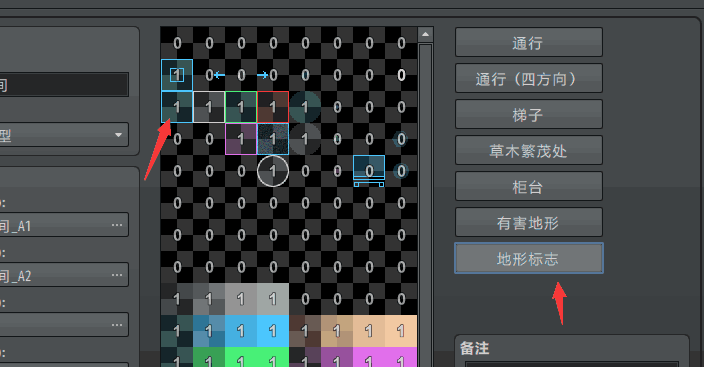 0 0 0 0 0 0 0 0
通行
间
1 0 0 0 0 0 0 0
通行（四方向）
1 1 1 1 1 0 0 0
梯子
型
1 1 1 0 0 0
草木繁茂处
0 0 0 1 0 0 0 0
柜台
0 0 0 0 0 0 0 0
间_A1 ...
有害地形
0 0 0 0 0 0 0 0
地形标志
间_A2 ...
0 0 0 0 0 0 0 0
1 1 1 1 0 0 0 0
...
1 1 1 1 1 1 1 1
备注
1 1 1 1 1 1 1 1